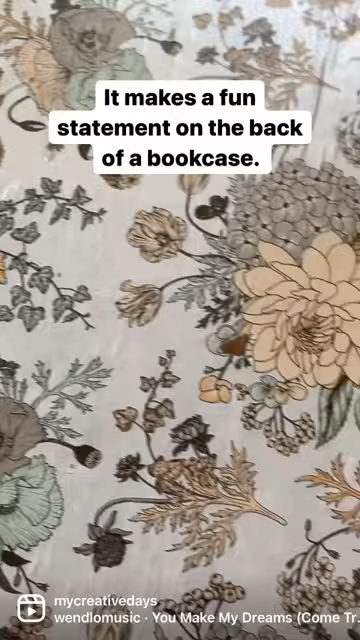 It makes a fun
statement on the back
of a bookcase.
mycreativedays
wendlomusic · You Make My Dreams (Come Tr...